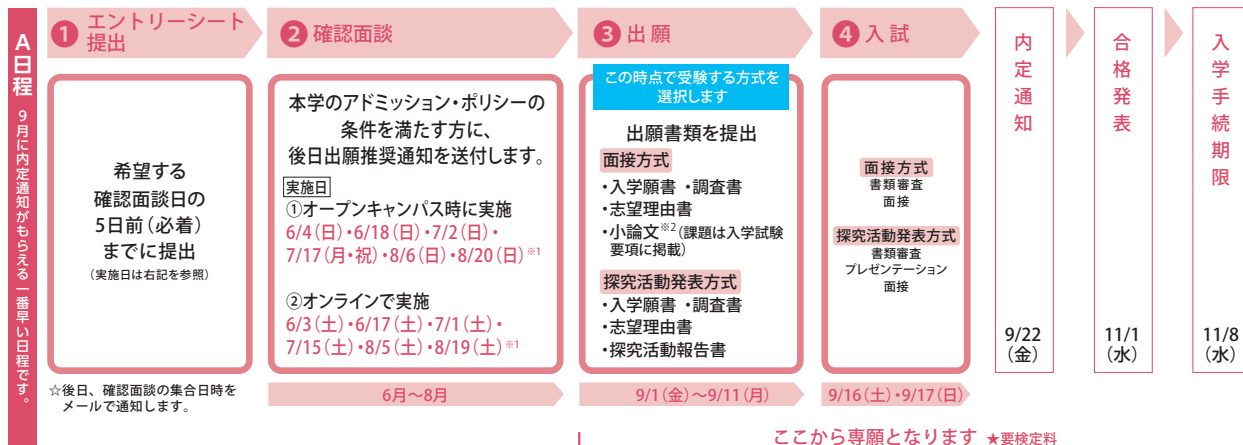 A日程 9月に内定通知がもらえる一番早い日程です。
1 エントリーシート
提出
希望する
確認面談日の
5日前(必着)
までに提出
(実施日は右記を参照)
☆後日、確認面談の集合日時を
メールで通知します。
2 確認面談
本学のアドミッション・ポリシーの
条件を満たす方に、
後日出願推奨通知を送付します。
実施日
①オープンキャンパス時に実施
6/4(日)・6/18(日)・7/2(日)・
7/17(月・祝)・8/6(日)・8/20(日)※1
②オンラインで実施
6/3(土)・6/17(土)・7/1(土)・
7/15(土)・8/5(土)・8/19(土)※1
6月〜8月
3 出願
この時点で受験する方式を
選択します
出願書類を提出
面接方式
・入学願書 ・調査書
・志望理由書
・小論文※2(課題は入学試験
要項に掲載)
探究活動発表方式
・入学願書 ・調査書
・志望理由書
・探究活動報告書
9/1(金)〜9/11(月)
4 入試
面接方式
書類審査
面接
探究活動発表方式
書類審査
プレゼンテーション
面接
9/16(土)・9/17(日)
内定通知
9/22
(金)
合格発表
11/1
(水)
入学手続期限
11/8
(水)
ここから専願となります ★要検定料